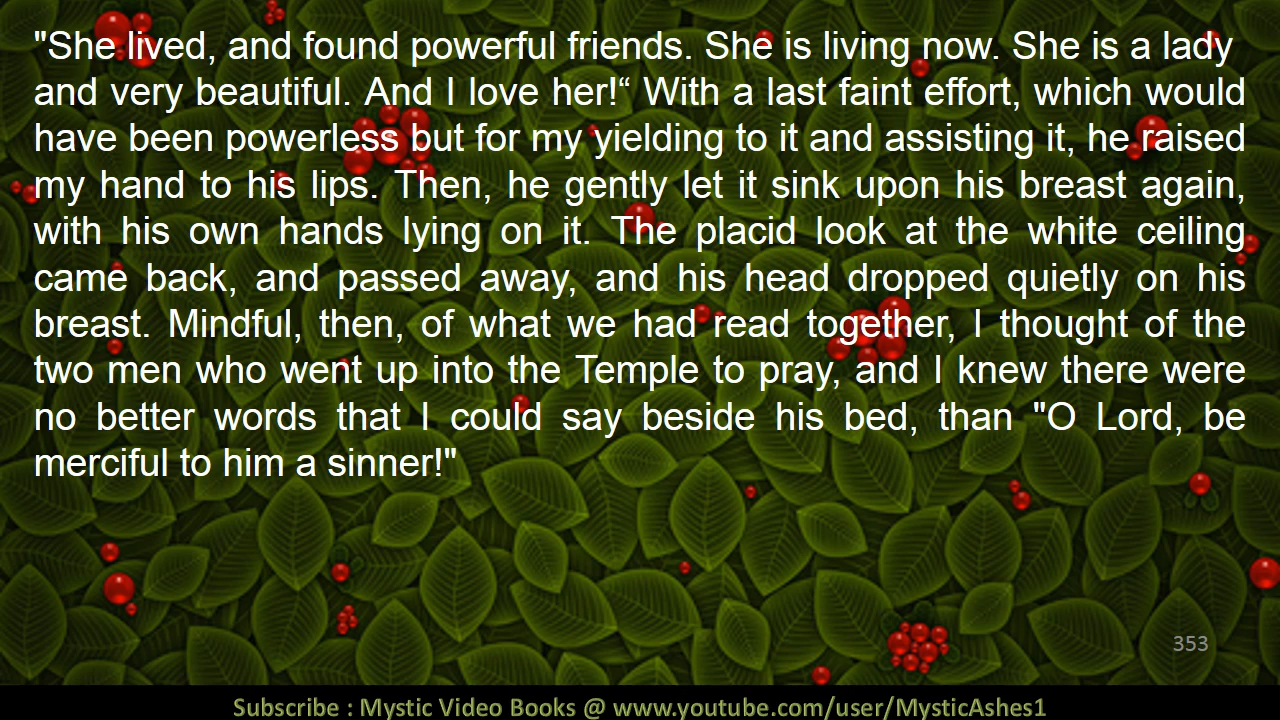 "She lived, and found powerful friends. She is living now. She is a lady
and very beautiful. And I love her!“ With a last faint effort, which would
have been powerless but for my yielding to it and assisting it, he raised
my hand to his lips. Then, he gently let it sink upon his breast again,
with his own hands lying on it. The placid look at the white ceiling
came back, and passed away, and his head dropped quietly on his
breast. Mindful, then, of what we had read together, I thought of the
two men who went up into the Temple to pray, and I knew there were
no better words that I could say beside his bed, than "O Lord, be
merciful to him a sinner!"
353
Subscribe : Mystic Video Books @ www.youtube.com/user/MysticAshes1